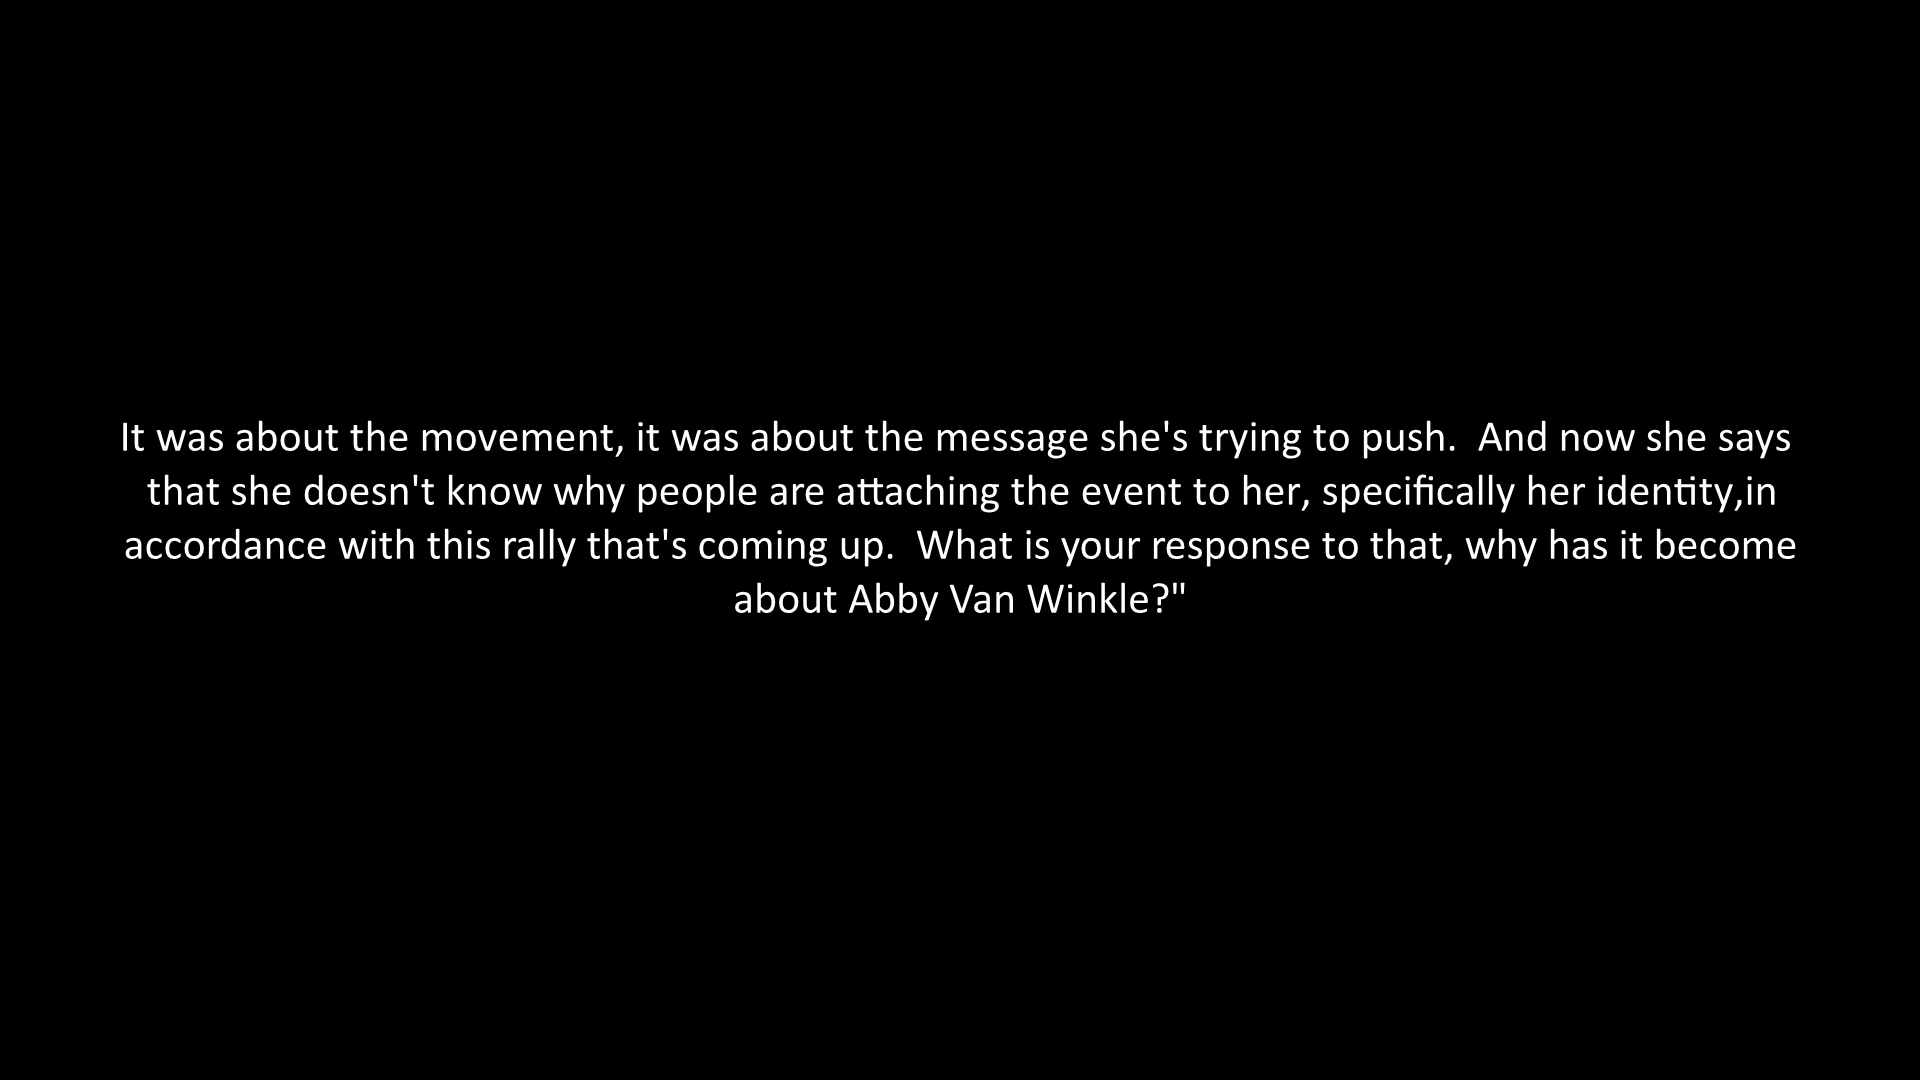 It was about the movement, it was about the message she's trying to push.  And now she says
that she doesn't know why people are attaching the event to her, specifically her identity,in
accordance with this rally that's coming up.  What is your response to that, why has it become
about Abby Van Winkle?"